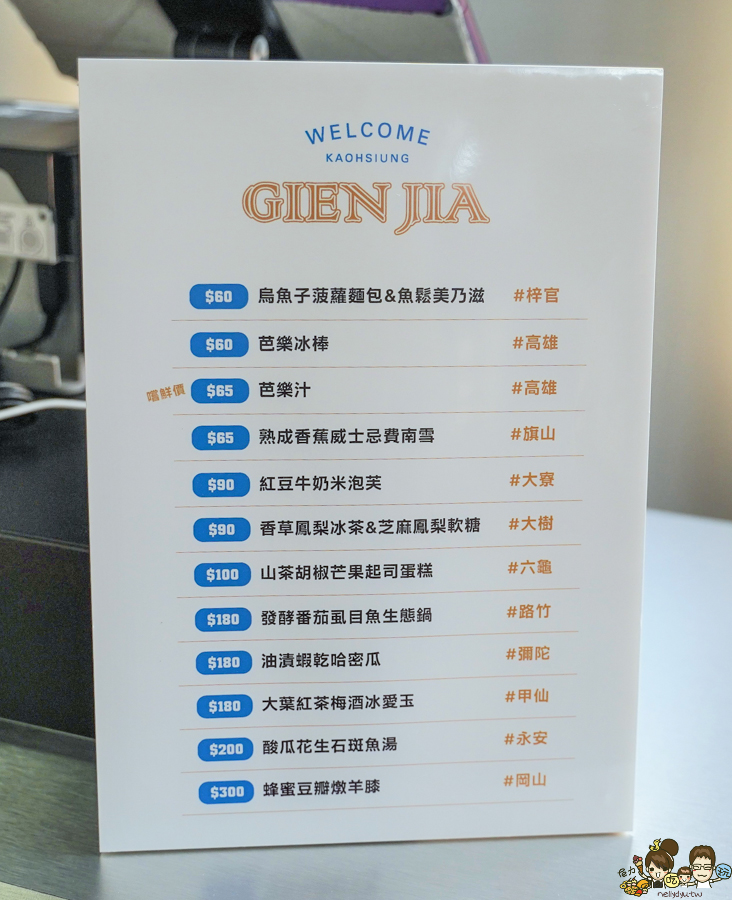 WELCOME
KAOHSIUNG
GIEN JIA
$60 烏魚子菠蘿麵包&魚鬆美乃滋 #梓官
$60 芭樂冰棒 #高雄
嚐鮮價 $65 芭樂汁 #高雄
$65 熟成香蕉威士忌費南雪 #旗山
$90 紅豆牛奶米泡芙 #大寮
$90 香草鳳梨冰茶&芝麻鳳梨軟糖 #大樹
$100 山茶胡椒芒果起司蛋糕 #六龜
$180 發酵番茄虱目魚生態鍋 #路竹
$180 油漬蝦乾哈密瓜 #彌陀
$180 大葉紅茶梅酒冰愛玉 #甲仙
$200 酸瓜花生石斑魚湯 #永安
$300 蜂蜜豆瓣燉羊膝 #岡山
倍力
吃
玩
nellydyu.tw